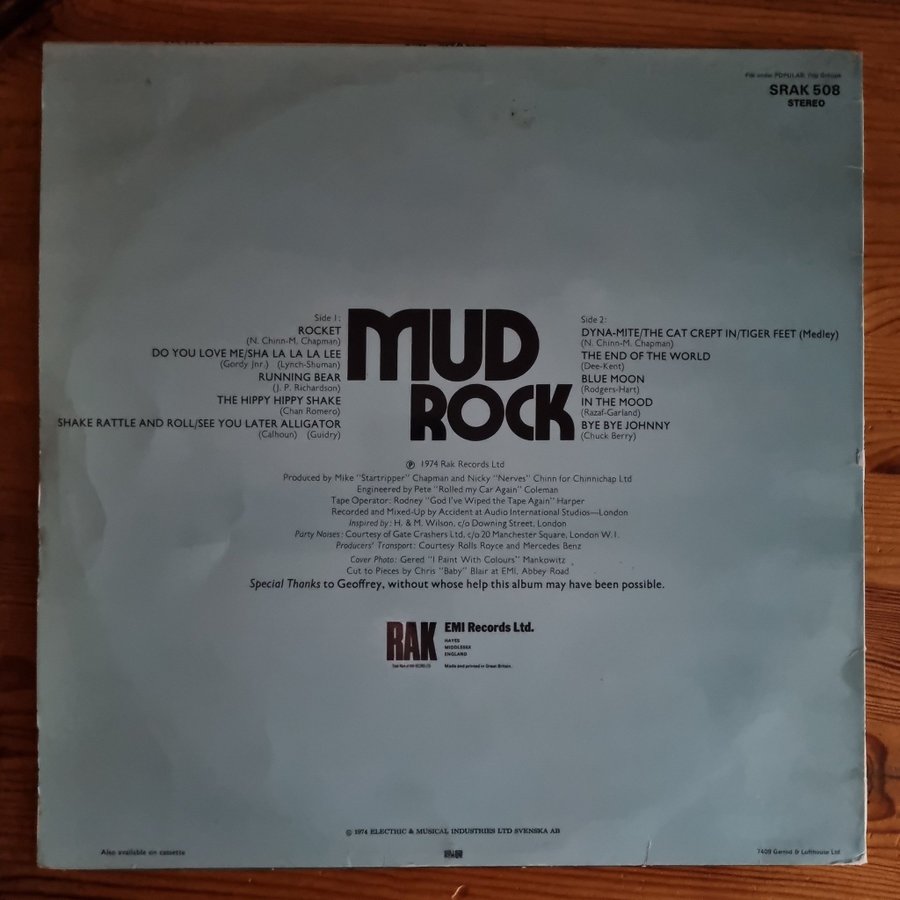 File under POPULAR: Pop Groups
SRAK 508
STEREO
MUD
ROCK
Side 1:
ROCKET
(N. Chinn-M. Chapman)
DO YOU LOVE ME/SHA LA LA LA LEE
(Gordy Jnr.) (Lynch-Shuman)
RUNNING BEAR
(J. P. Richardson)
THE HIPPY HIPPY SHAKE
(Chan Romero)
SHAKE RATTLE AND ROLL/SEE YOU LATER ALLIGATOR
(Calhoun) (Guidry)
Side 2:
DYNA-MITE/THE CAT CREPT IN/TIGER FEET (Medley)
(N. Chinn-M. Chapman)
THE END OF THE WORLD
(Dee-Kent)
BLUE MOON
(Rodgers-Hart)
IN THE MOOD
(Razaf-Garland)
BYE BYE JOHNNY
(Chuck Berry)
℗ 1974 Rak Records Ltd
Produced by Mike "Startripper" Chapman and Nicky "Nerves" Chinn for Chinnichap Ltd
Engineered by Pete "Rolled my Car Again" Coleman
Tape Operator: Rodney "God I've Wiped the Tape Again" Harper
Recorded and Mixed-Up by Accident at Audio International Studios—London
Inspired by: H. & M. Wilson, c/o Downing Street, London
Party Noises: Courtesy of Gate Crashers Ltd, c/o 20 Manchester Square, London W.1.
Producers' Transport: Courtesy Rolls Royce and Mercedes Benz
Cover Photo: Gered "I Paint With Colours" Mankowitz
Cut to Pieces by Chris "Baby" Blair at EMI, Abbey Road
Special Thanks to Geoffrey, without whose help this album may have been possible.
RAK
EMI Records Ltd.
HAYES
MIDDLESEX
ENGLAND
Made and printed in Great Britain.
© 1974 ELECTRIC & MUSICAL INDUSTRIES LTD SVENSKA AB
Also available on cassette
7409 Garrod & Lofthouse Ltd